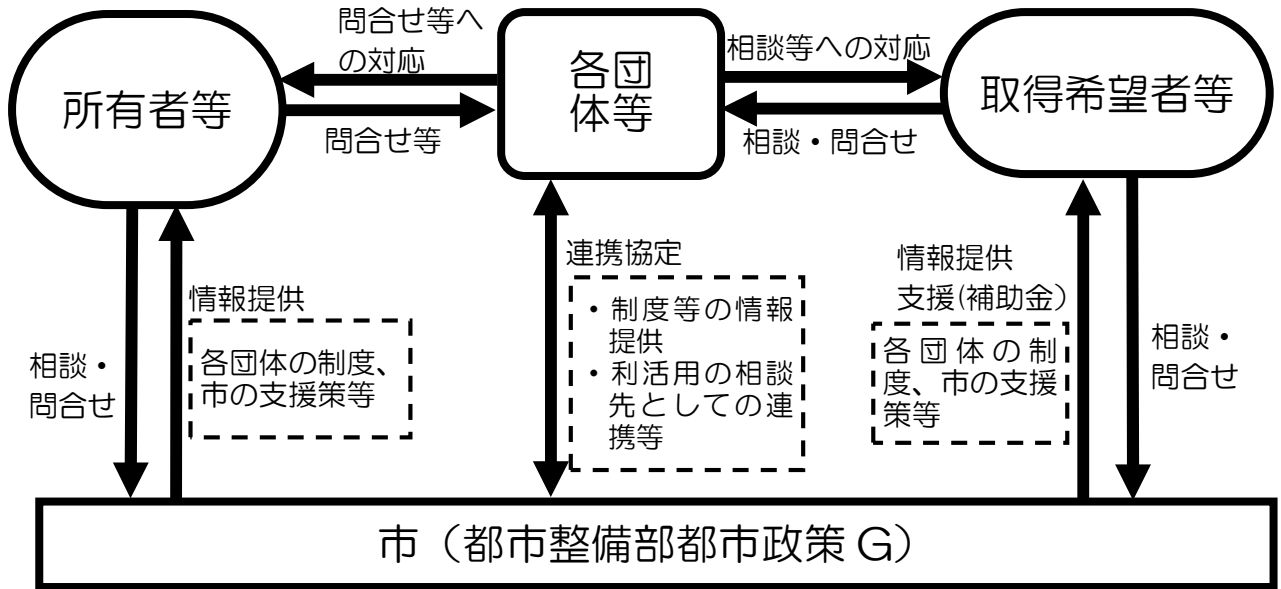 問合せ等へ
の対応
各団
体等
相談等への対応
所有者等
取得希望者等
問合せ等
相談・問合せ
連携協定
・制度等の情報
提供
・利活用の相談
先としての連
携等
情報提供
各団体の制度、
市の支援策等
相談・
問合せ
情報提供
支援(補助金）
各団体の制
度、市の支援
策等
相談・
問合せ
市（都市整備部都市政策G）